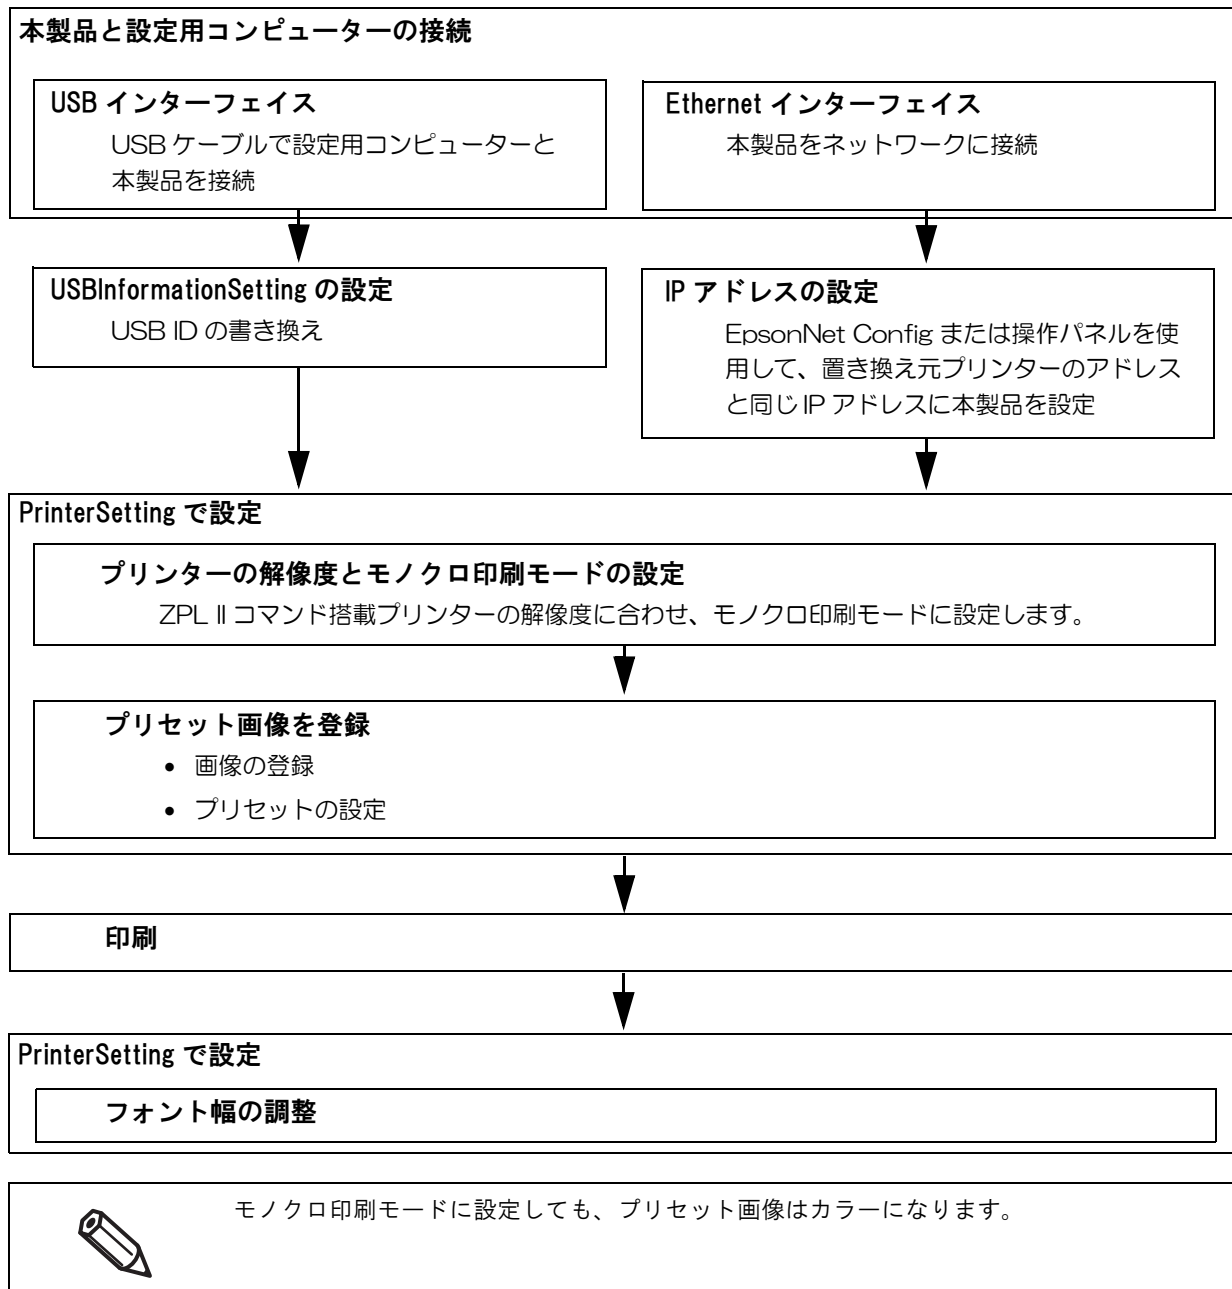 本製品と設定用コンピューターの接続
USB インターフェイス
USB ケーブルで設定用コンピューターと
本製品を接続
Ethernet インターフェイス
本製品をネットワークに接続
USBInformationSetting の設定
USB ID の書き換え
IP アドレスの設定
EpsonNet Config または操作パネルを使
用して、置き換え元プリンターのアドレス
と同じ IP アドレスに本製品を設定
PrinterSetting で設定
プリンターの解像度とモノクロ印刷モードの設定
ZPL II コマンド搭載プリンターの解像度に合わせ、モノクロ印刷モードに設定します。
プリセット画像を登録
• 画像の登録
• プリセットの設定
印刷
PrinterSetting で設定
フォント幅の調整
モノクロ印刷モードに設定しても、プリセット画像はカラーになります。